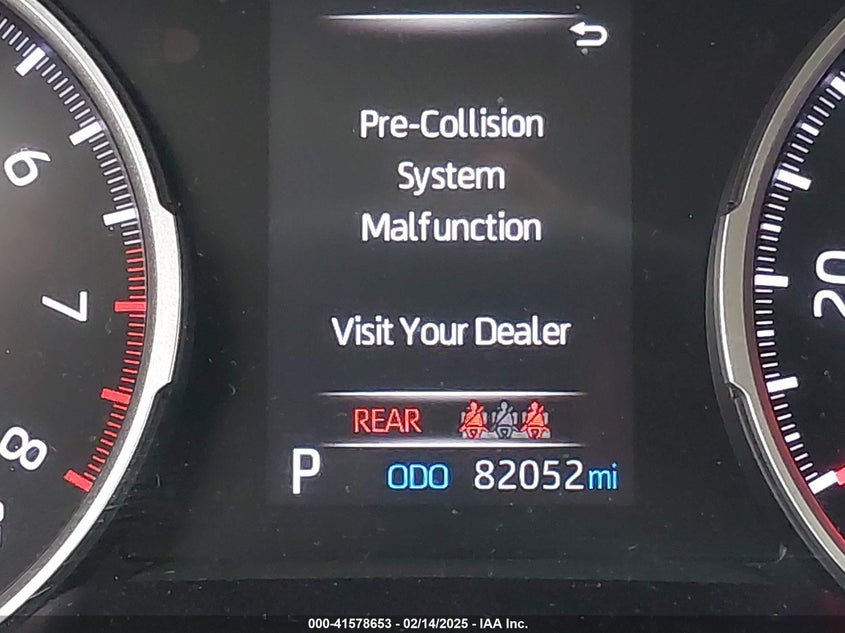 Pre-Collision
System
Malfunction
Visit Your Dealer
REAR
P ODO 82052 mi
6
7
8
20
000-41578653 - 02/14/2025 - IAA Inc.